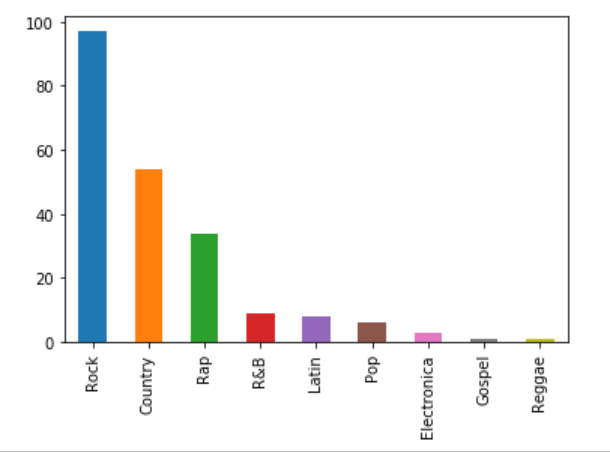 100
80
60
40
20
0
Rock
Country
Rap
R&B
Latin
Pop
Electronica
Gospel
Reggae